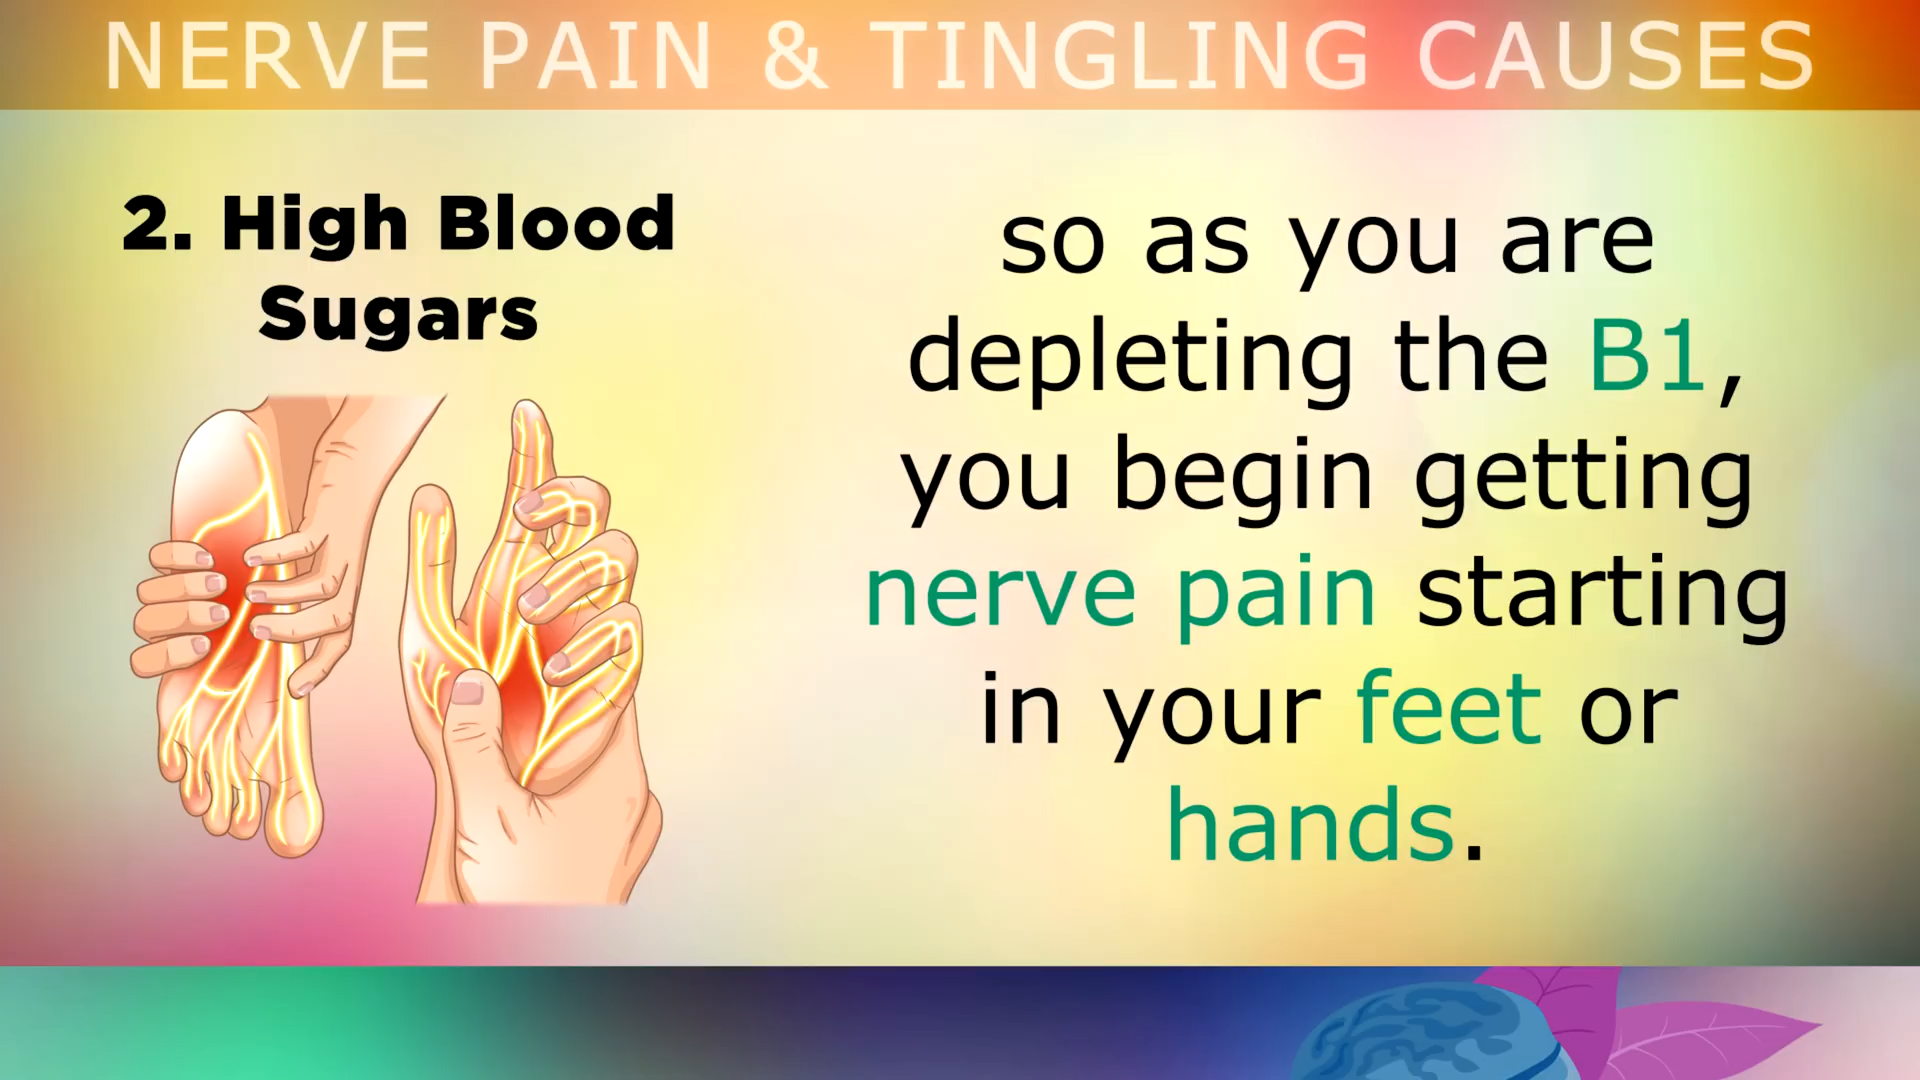 NERVE PAIN & TINGLING CAUSES
2. High Blood
Sugars
so as you are
depleting the B1,
you begin getting
nerve pain starting
in your feet or
hands.